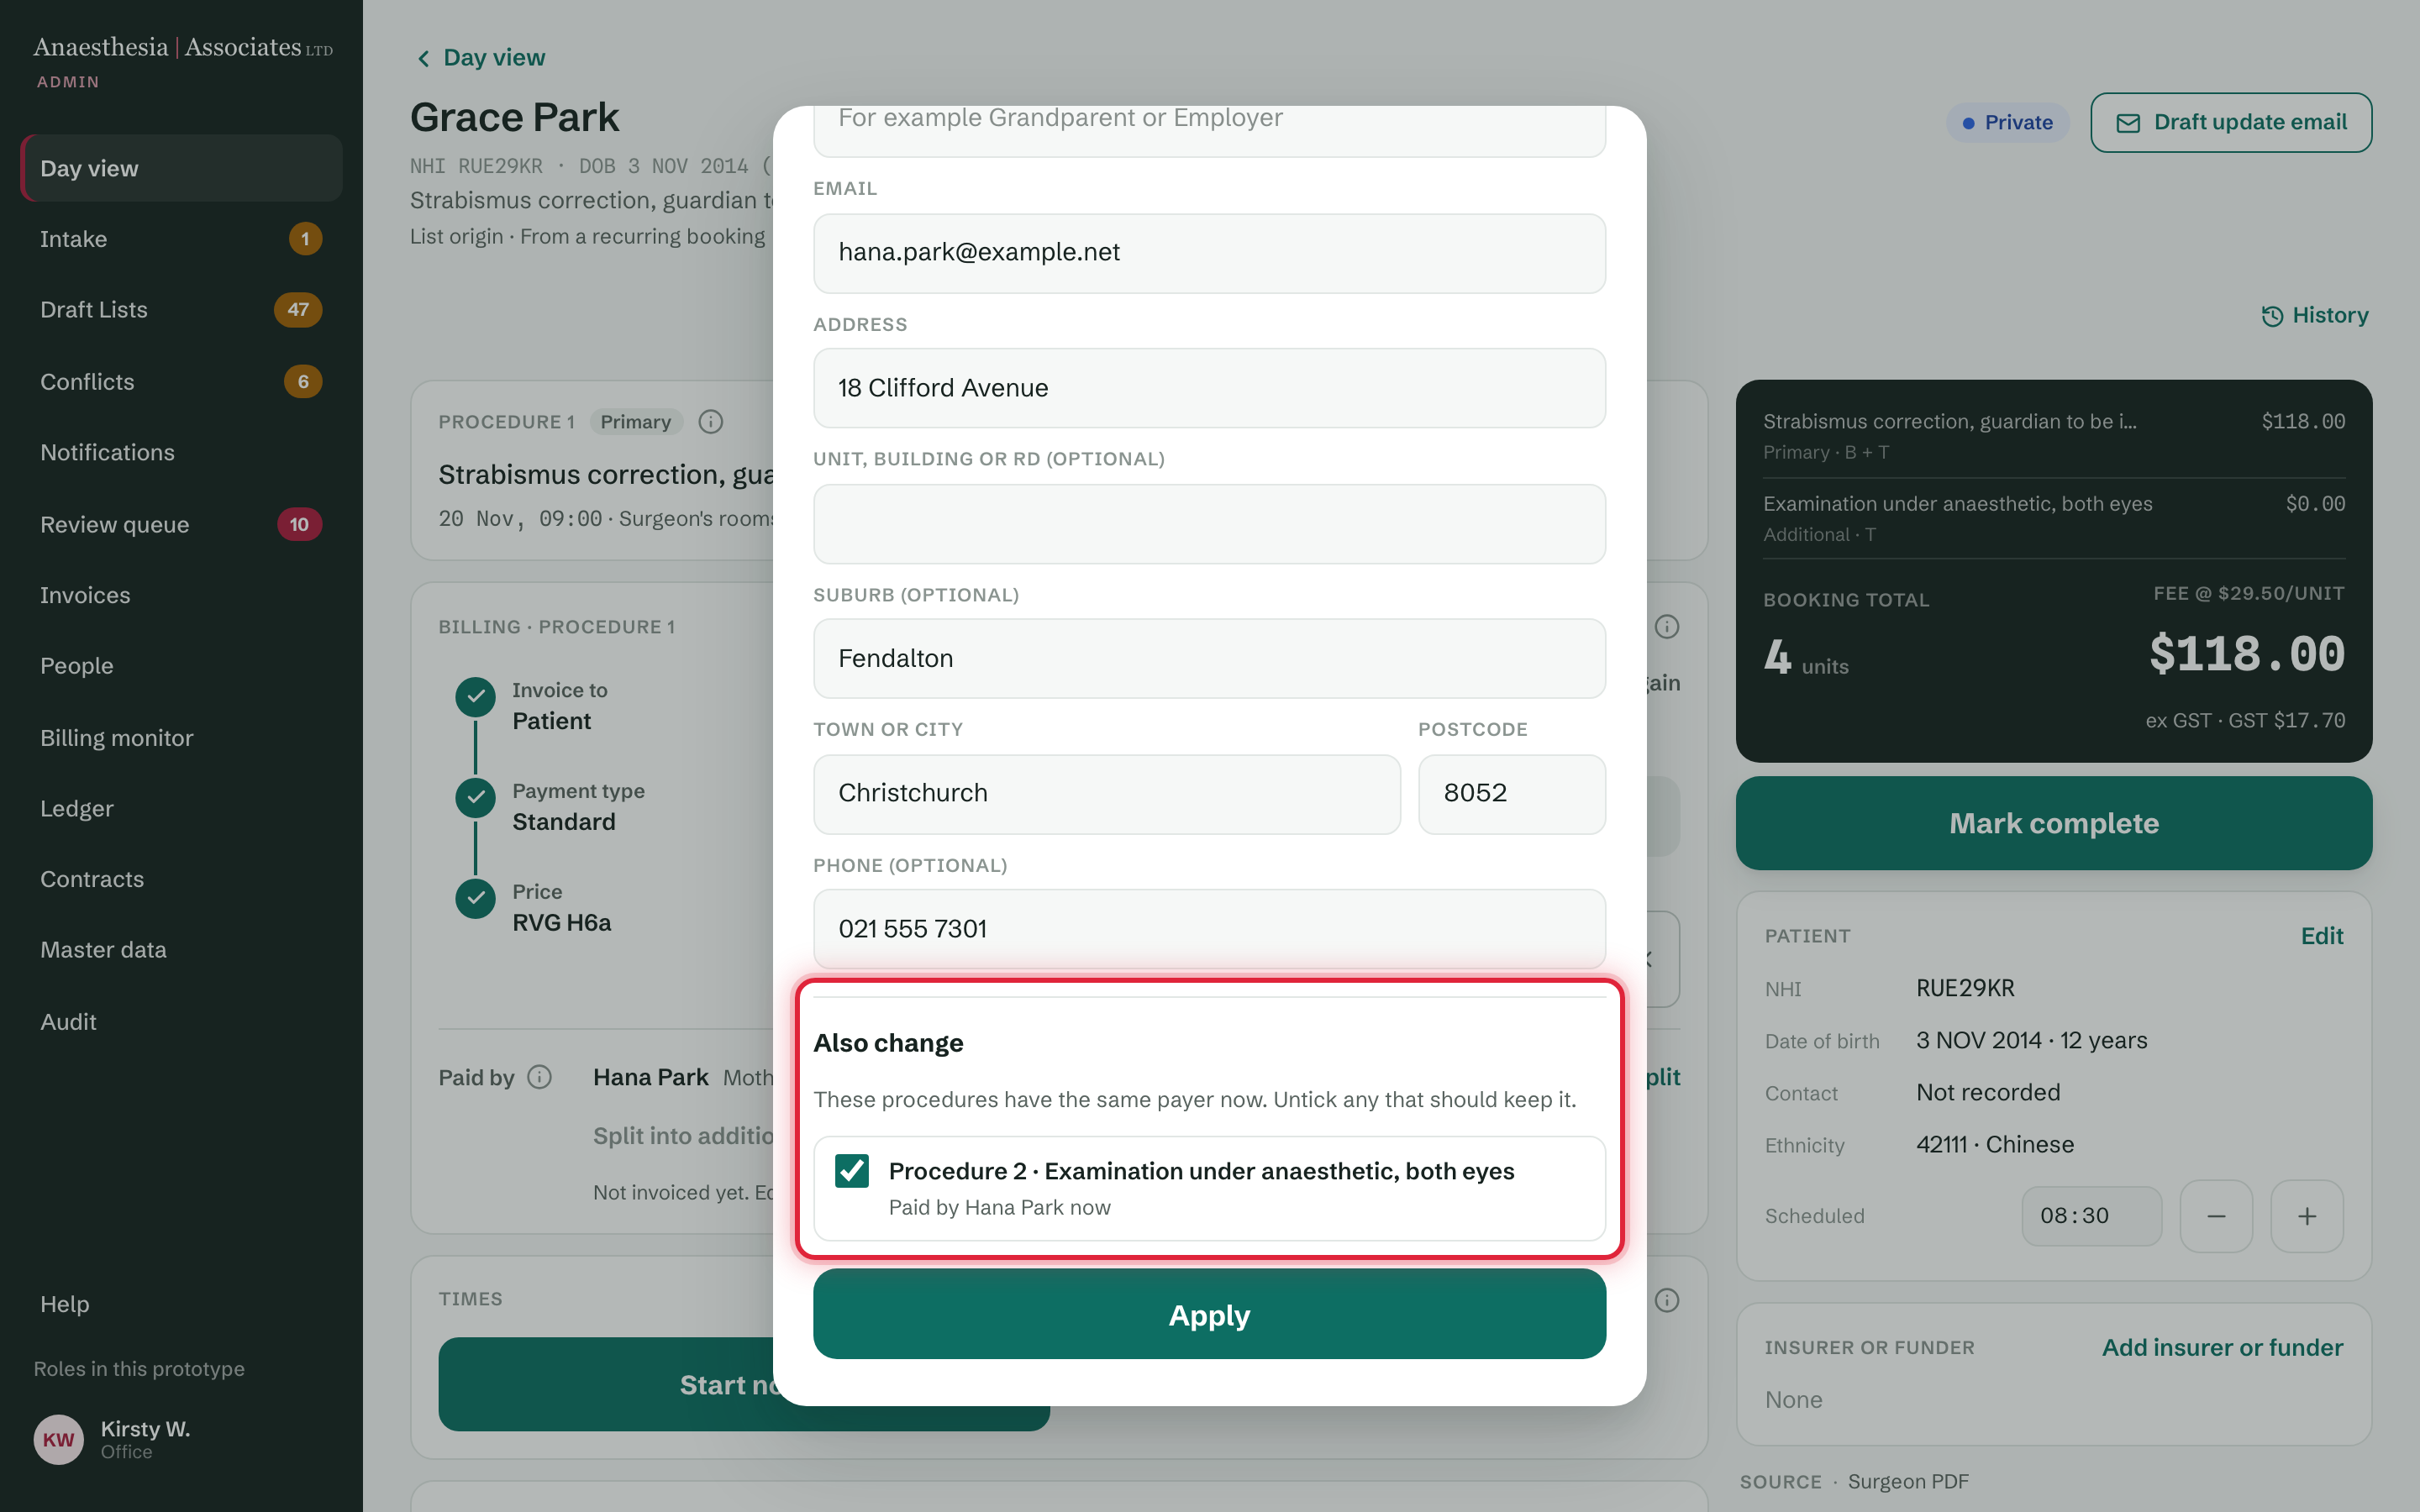 Anaesthesia | Associates LTD
ADMIN
Day view
Intake 1
Draft Lists 47
Conflicts 6
Notifications
Review queue 10
Invoices
People
Billing monitor
Ledger
Contracts
Master data
Audit
Help
Roles in this prototype
KW
Kirsty W.
Office
Day view
Grace Park
NHI RUE29KR · DOB 3 NOV 2014 (
Strabismus correction, guardian t
List origin · From a recurring booking
Private
Draft update email
History
PROCEDURE 1 Primary
Strabismus correction, gua
20 Nov, 09:00 · Surgeon's rooms
BILLING · PROCEDURE 1
Invoice to
Patient
Payment type
Standard
Price
RVG H6a
gain
Paid by Hana Park Moth
plit
Split into additio
Not invoiced yet. Ed
TIMES
Start no
For example Grandparent or Employer
EMAIL
hana.park@example.net
ADDRESS
18 Clifford Avenue
UNIT, BUILDING OR RD (OPTIONAL)
SUBURB (OPTIONAL)
Fendalton
TOWN OR CITY
Christchurch
POSTCODE
8052
PHONE (OPTIONAL)
021 555 7301
Also change
These procedures have the same payer now. Untick any that should keep it.
Procedure 2 · Examination under anaesthetic, both eyes
Paid by Hana Park now
Apply
Strabismus correction, guardian to be i... $118.00
Primary · B + T
Examination under anaesthetic, both eyes $0.00
Additional · T
BOOKING TOTAL FEE @ $29.50/UNIT
4 units $118.00
ex GST · GST $17.70
Mark complete
PATIENT Edit
NHI RUE29KR
Date of birth 3 NOV 2014 · 12 years
Contact Not recorded
Ethnicity 42111 · Chinese
Scheduled 08:30 − +
INSURER OR FUNDER Add insurer or funder
None
SOURCE · Surgeon PDF